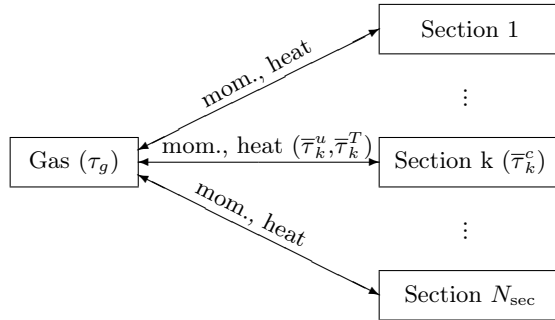 Section 1
mom., heat
⋮
Gas (τ_g)
mom., heat (τ̅_k^u,τ̅_k^T)
Section k (τ̅_k^c)
mom., heat
⋮
Section N_sec